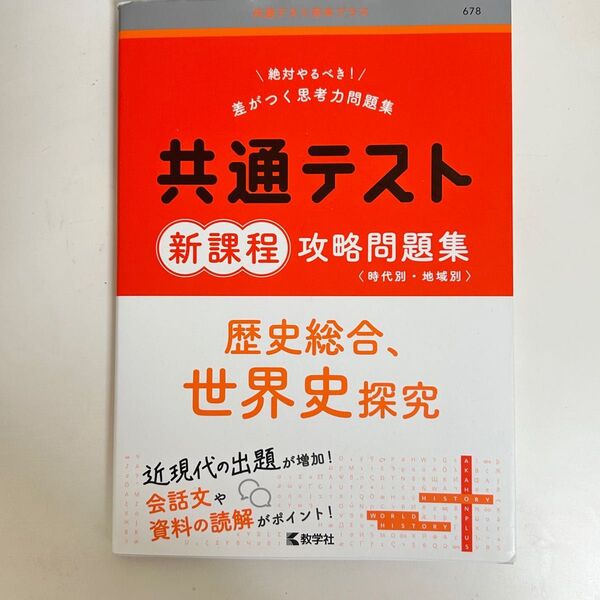 共通テスト赤本プラス
678
\ 絶対やるべき! /
差がつく思考力問題集
共通テスト
新課程 攻略問題集
〈時代別・地域別〉
歴史総合、
世界史探究
近現代の出題が増加!
会話文や
資料の読解がポイント!
AKAHONPLUS
HISTORY
WORLD
HISTORY
教学社